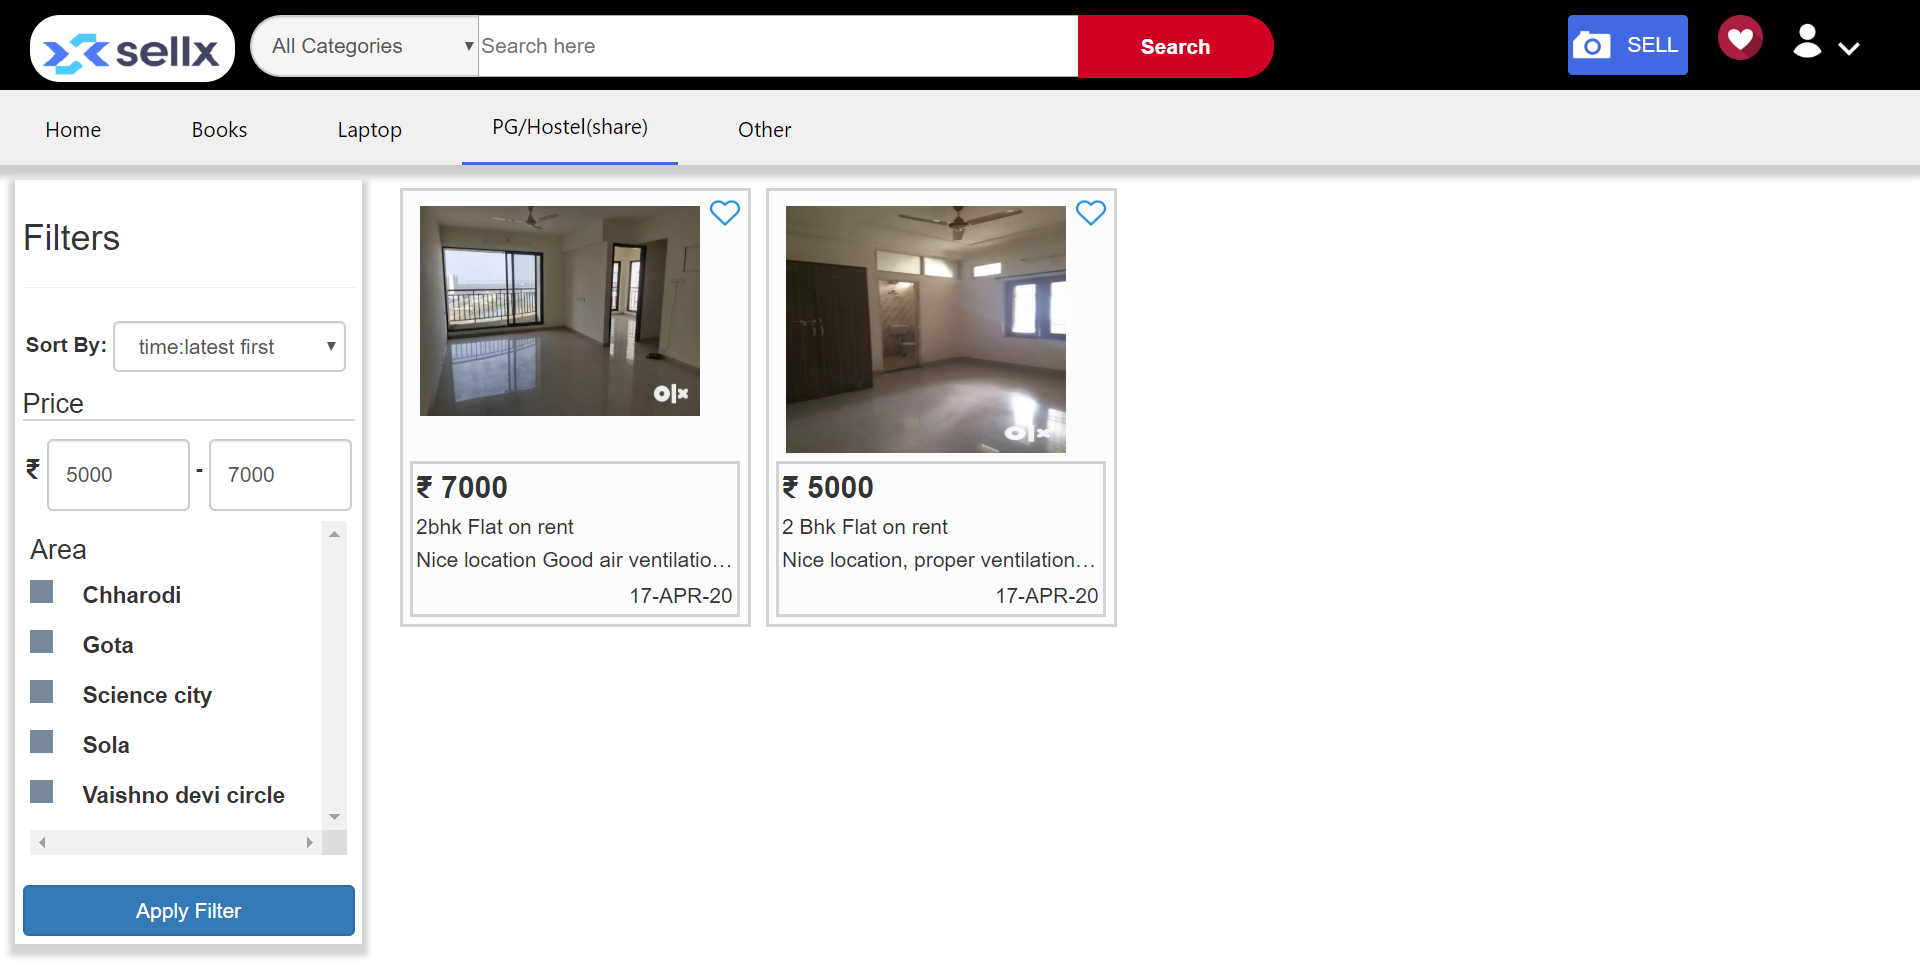 sellx
All Categories
Search here
Search
SELL
Home
Books
Laptop
PG/Hostel(share)
Other
Filters
Sort By:
time:latest first
Price
₹ 5000 - 7000
Area
Chharodi
Gota
Science city
Sola
Vaishno devi circle
Apply Filter
olx
₹ 7000
2bhk Flat on rent
Nice location Good air ventilatio...
17-APR-20
olx
₹ 5000
2 Bhk Flat on rent
Nice location, proper ventilation...
17-APR-20